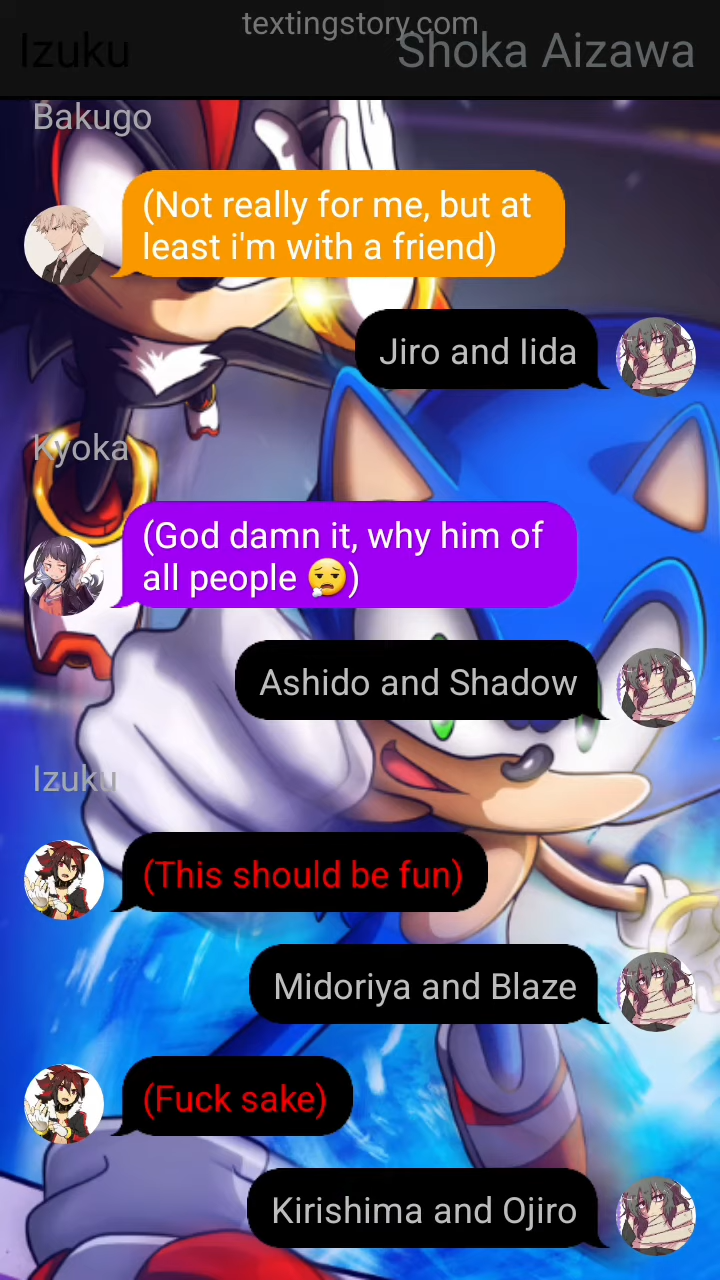 textingstory.com
Izuku
Shoka Aizawa
Bakugo
(Not really for me, but at
least i'm with a friend)
Jiro and Iida
Kyoka
(God damn it, why him of
all people 😮‍💨)
Ashido and Shadow
Izuku
(This should be fun)
Midoriya and Blaze
(Fuck sake)
Kirishima and Ojiro